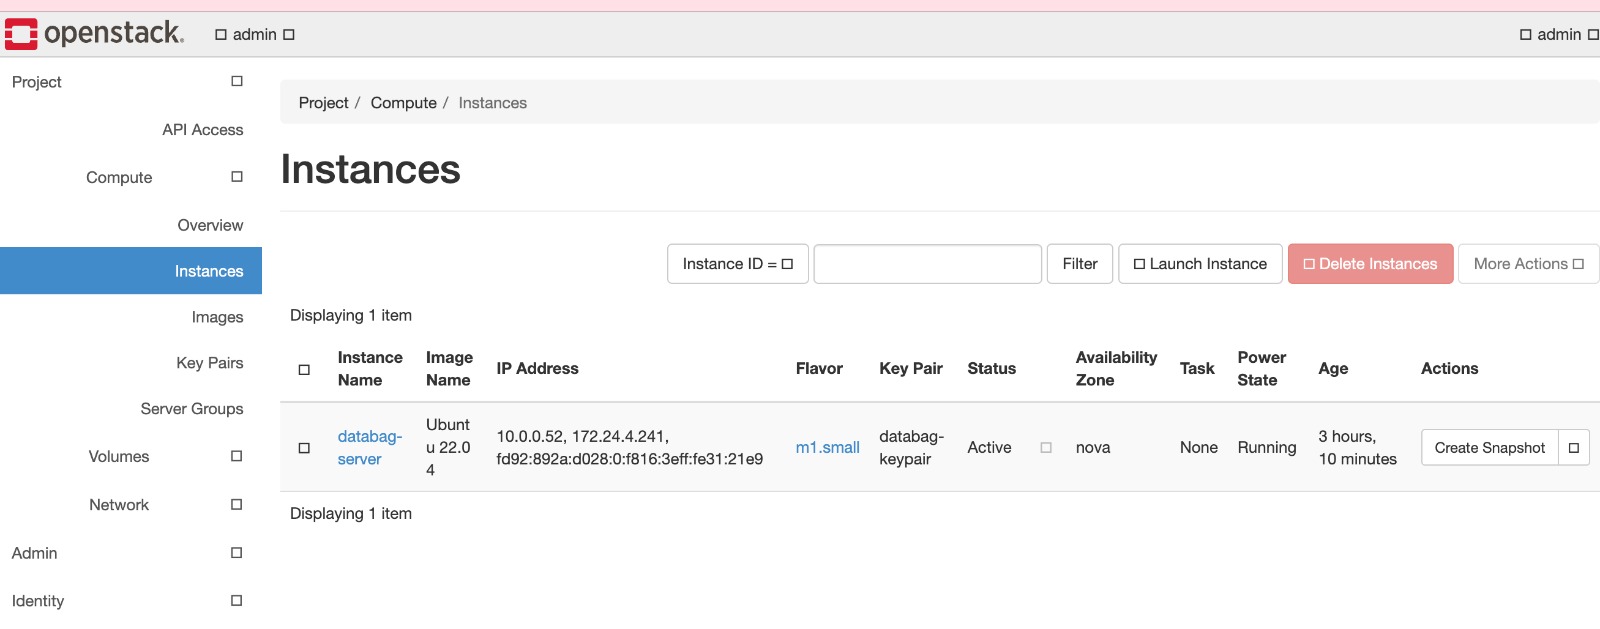 openstack. admin admin
Project
API Access
Compute
Overview
Instances
Images
Key Pairs
Server Groups
Volumes
Network
Admin
Identity
Project / Compute / Instances
Instances
Instance ID = Filter Launch Instance Delete Instances More Actions
Displaying 1 item
Instance Name Image Name IP Address Flavor Key Pair Status Availability Zone Task Power State Age Actions
databag-
server
Ubunt
u 22.0
4
10.0.0.52, 172.24.4.241,
fd92:892a:d028:0:f816:3eff:fe31:21e9
m1.small
databag-
keypair
Active
nova
None
Running
3 hours,
10 minutes
Create Snapshot
Displaying 1 item